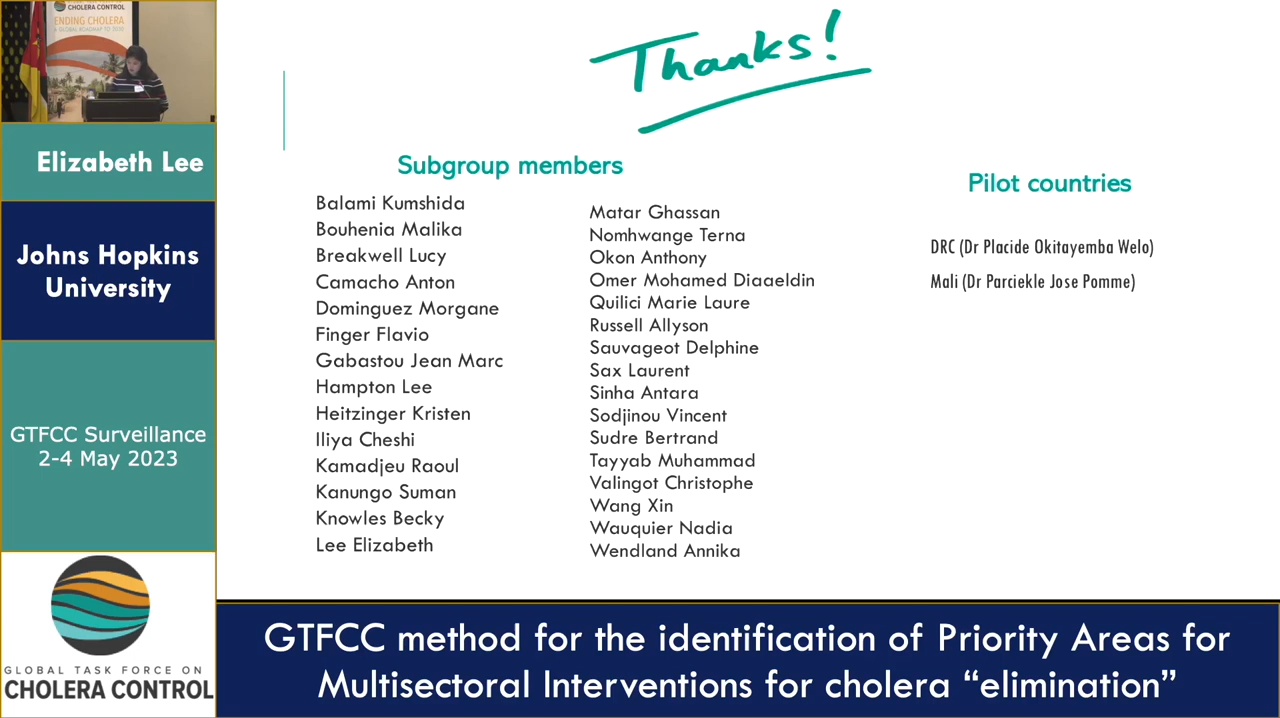 CHOLERA CONTROL
ENDING CHOLERA
A GLOBAL ROADMAP TO 2030
Elizabeth Lee
Johns Hopkins
University
GTFCC Surveillance
2-4 May 2023
GLOBAL TASK FORCE ON
CHOLERA CONTROL
Thanks!
Subgroup members
Balami Kumshida
Bouhenia Malika
Breakwell Lucy
Camacho Anton
Dominguez Morgane
Finger Flavio
Gabastou Jean Marc
Hampton Lee
Heitzinger Kristen
Iliya Cheshi
Kamadjeu Raoul
Kanungo Suman
Knowles Becky
Lee Elizabeth
Matar Ghassan
Nomhwange Terna
Okon Anthony
Omer Mohamed Diaaeldin
Quilici Marie Laure
Russell Allyson
Sauvageot Delphine
Sax Laurent
Sinha Antara
Sodjinou Vincent
Sudre Bertrand
Tayyab Muhammad
Valingot Christophe
Wang Xin
Wauquier Nadia
Wendland Annika
Pilot countries
DRC (Dr Placide Okitayemba Welo)
Mali (Dr Parciekle Jose Pomme)
GTFCC method for the identification of Priority Areas for
Multisectoral Interventions for cholera “elimination”